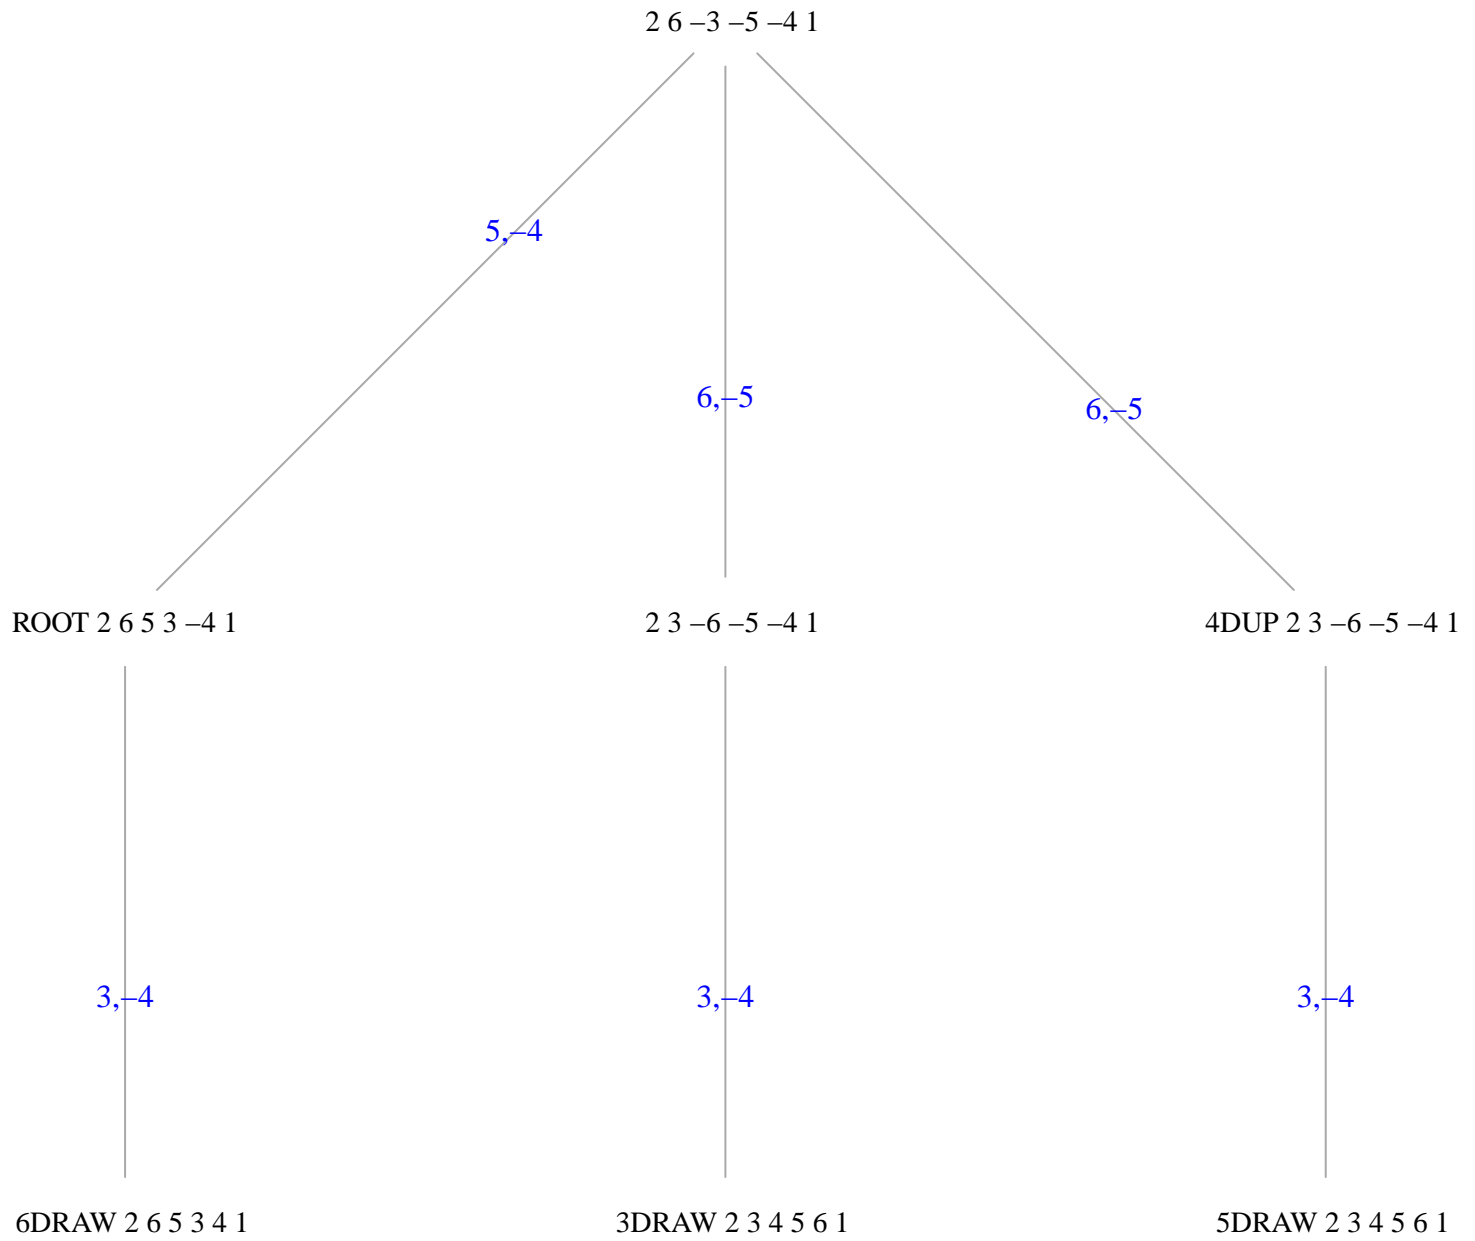 2 6 –3 –5 –4 1
5,–4
6,–5
6,–5
ROOT 2 6 5 3 –4 1
2 3 –6 –5 –4 1
4DUP 2 3 –6 –5 –4 1
3,–4
3,–4
3,–4
6DRAW 2 6 5 3 4 1
3DRAW 2 3 4 5 6 1
5DRAW 2 3 4 5 6 1